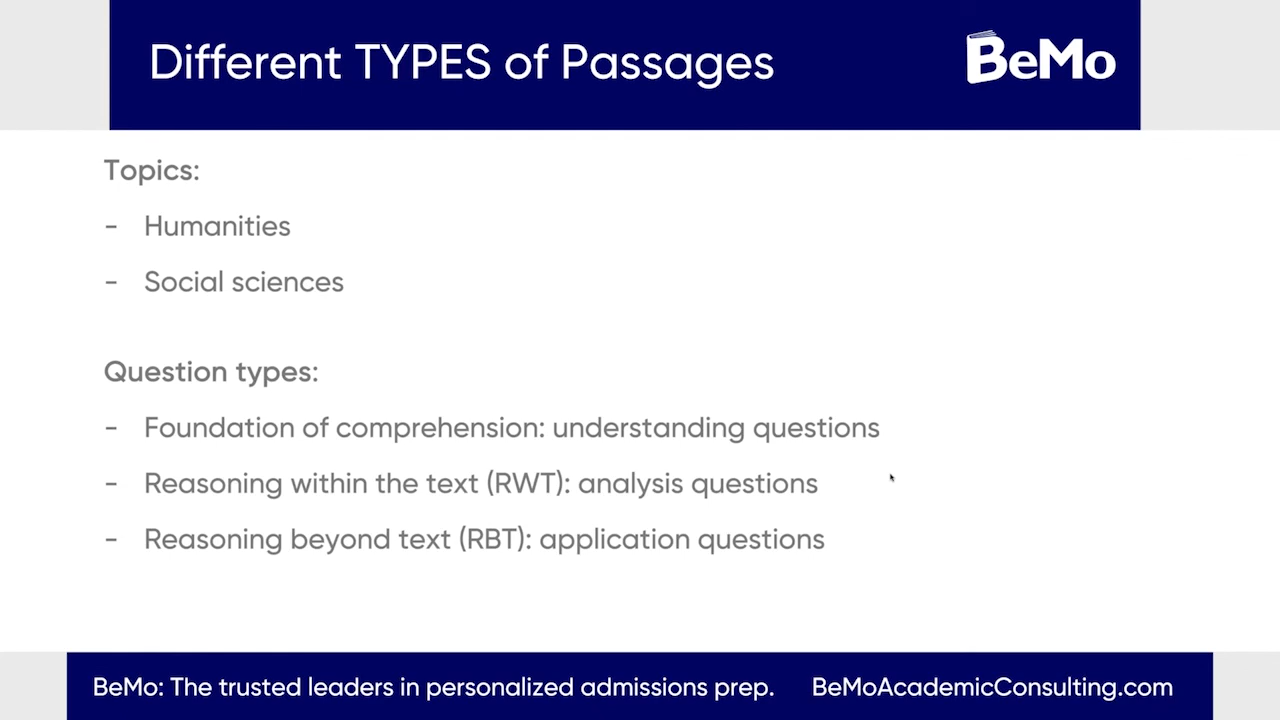 Different TYPES of Passages
BeMo
Topics:
- Humanities
- Social sciences
Question types:
- Foundation of comprehension: understanding questions
- Reasoning within the text (RWT): analysis questions
- Reasoning beyond text (RBT): application questions
BeMo: The trusted leaders in personalized admissions prep. BeMoAcademicConsulting.com